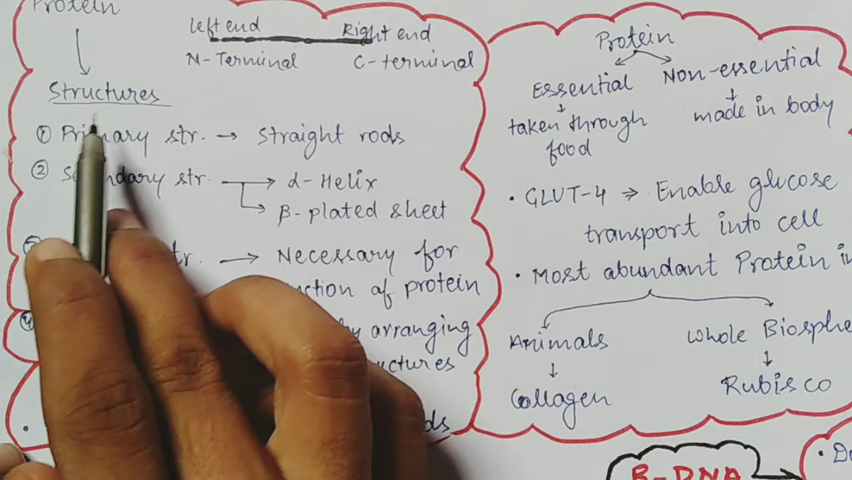 Protein
Left end Right end
N-Terminal C-terminal
Structures
① Primary str. → Straight rods
② Secondary str. → α-Helix
→ β-plated sheet
str. → Necessary for
of protein
by arranging
Protein
Essential Non-essential
taken through made in body
food
• GLUT-4 ⇒ Enable glucose
transport into cell
• Most abundant Protein in
Animals Whole Biosphe
↓ ↓
Collagen Rubisco
B-DNA →